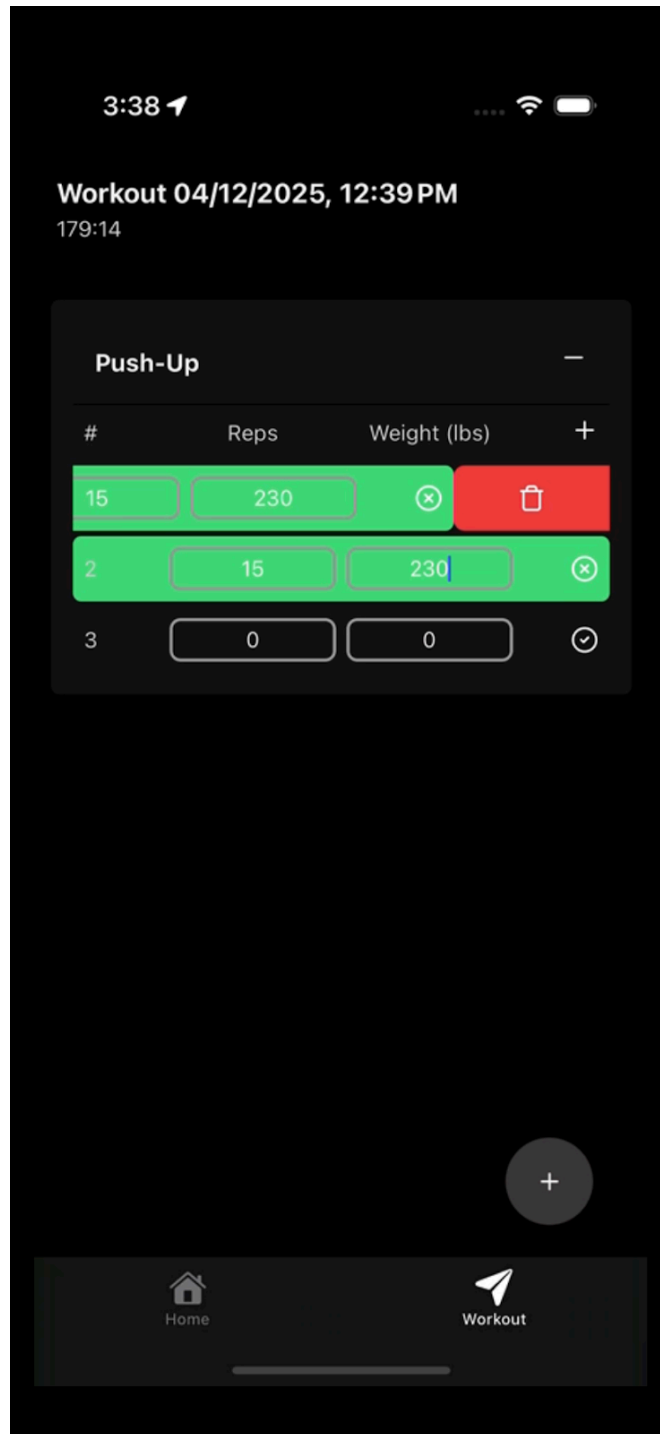 3:38
Workout 04/12/2025, 12:39 PM
179:14
Push-Up
# Reps Weight (lbs)
15 230
2 15 230
3 0 0
Home Workout